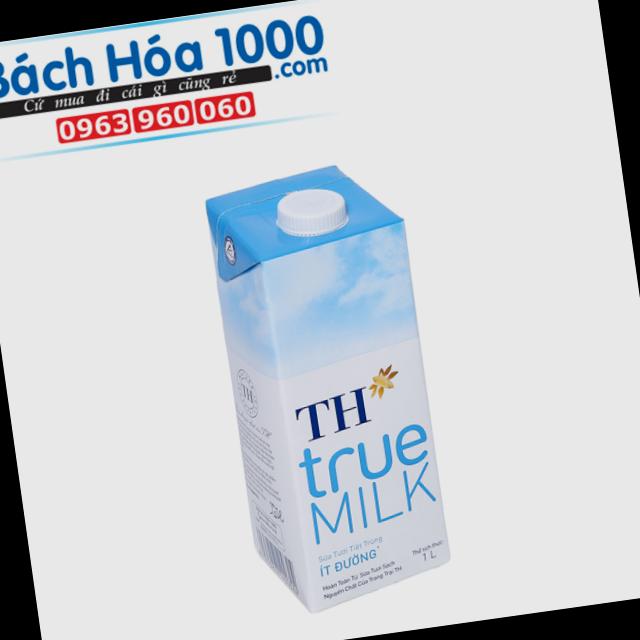 Bách Hóa 1000
.com
Cứ mua đi cái gì cũng rẻ
0963 960 060
TH
TH
true
MILK
Sữa Tươi Tiệt Trùng
ÍT ĐƯỜNG
Thể tích thực:
1 L
Hoàn Toàn Từ Sữa Tươi Sạch
Nguyên Chất Của Trang Trại TH